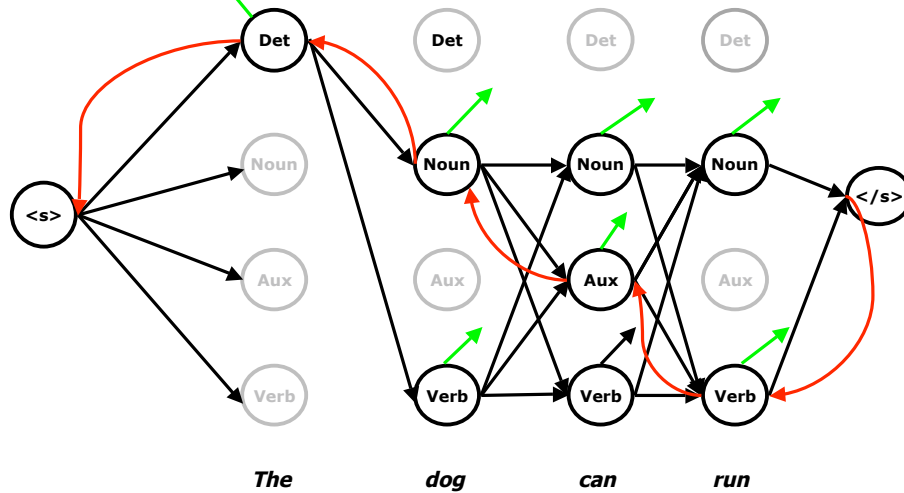 Det Det Det Det
Noun Noun Noun Noun
<s> </s>
Aux Aux Aux Aux
Verb Verb Verb Verb
The dog can run